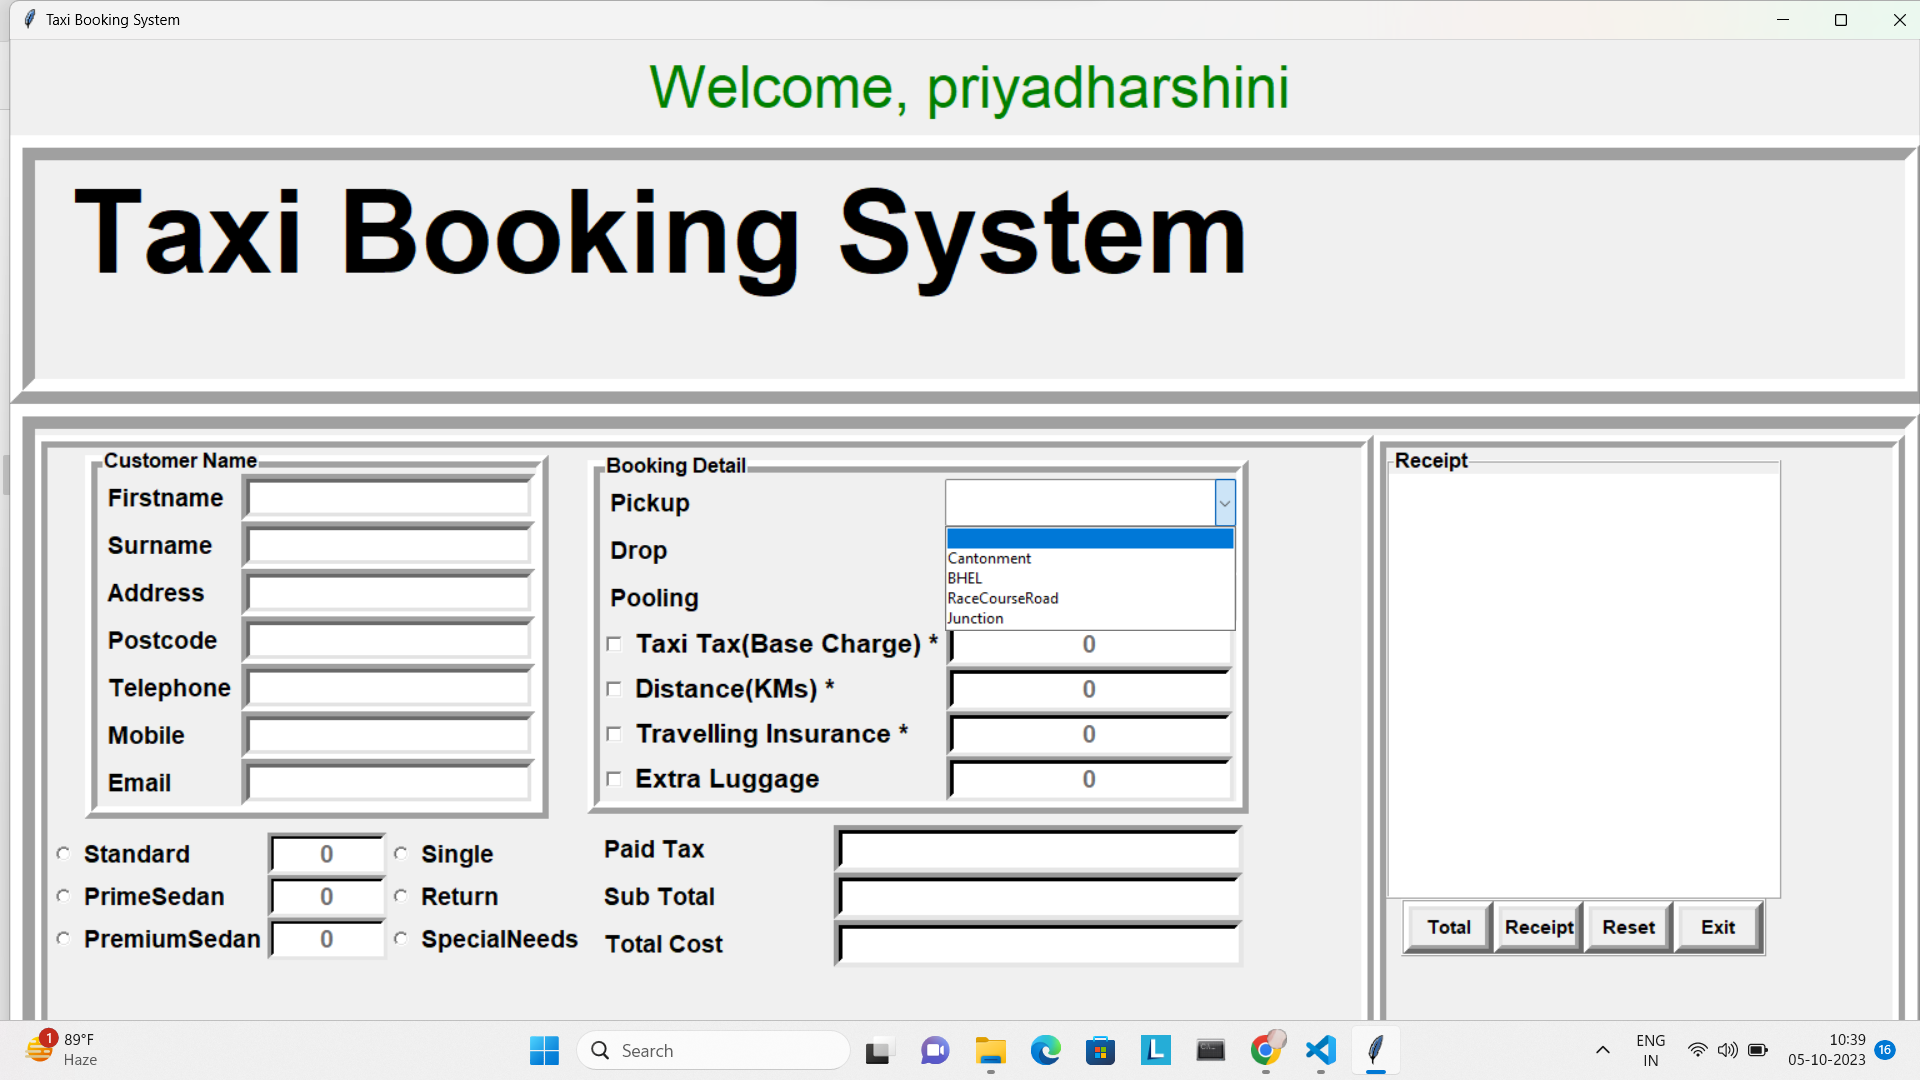 Taxi Booking System
Welcome, priyadharshini
Taxi Booking System
Customer Name
Firstname
Surname
Address
Postcode
Telephone
Mobile
Email
Booking Detail
Pickup
Drop
Pooling
Cantonment
BHEL
RaceCourseRoad
Junction
Taxi Tax(Base Charge) * 0
Distance(KMs) * 0
Travelling Insurance * 0
Extra Luggage 0
Receipt
Standard 0 Single
PrimeSedan 0 Return
PremiumSedan 0 SpecialNeeds
Paid Tax
Sub Total
Total Cost
Total Receipt Reset Exit
1 89°F
Haze
Search
L
ENG
IN
10:39
05-10-2023
16